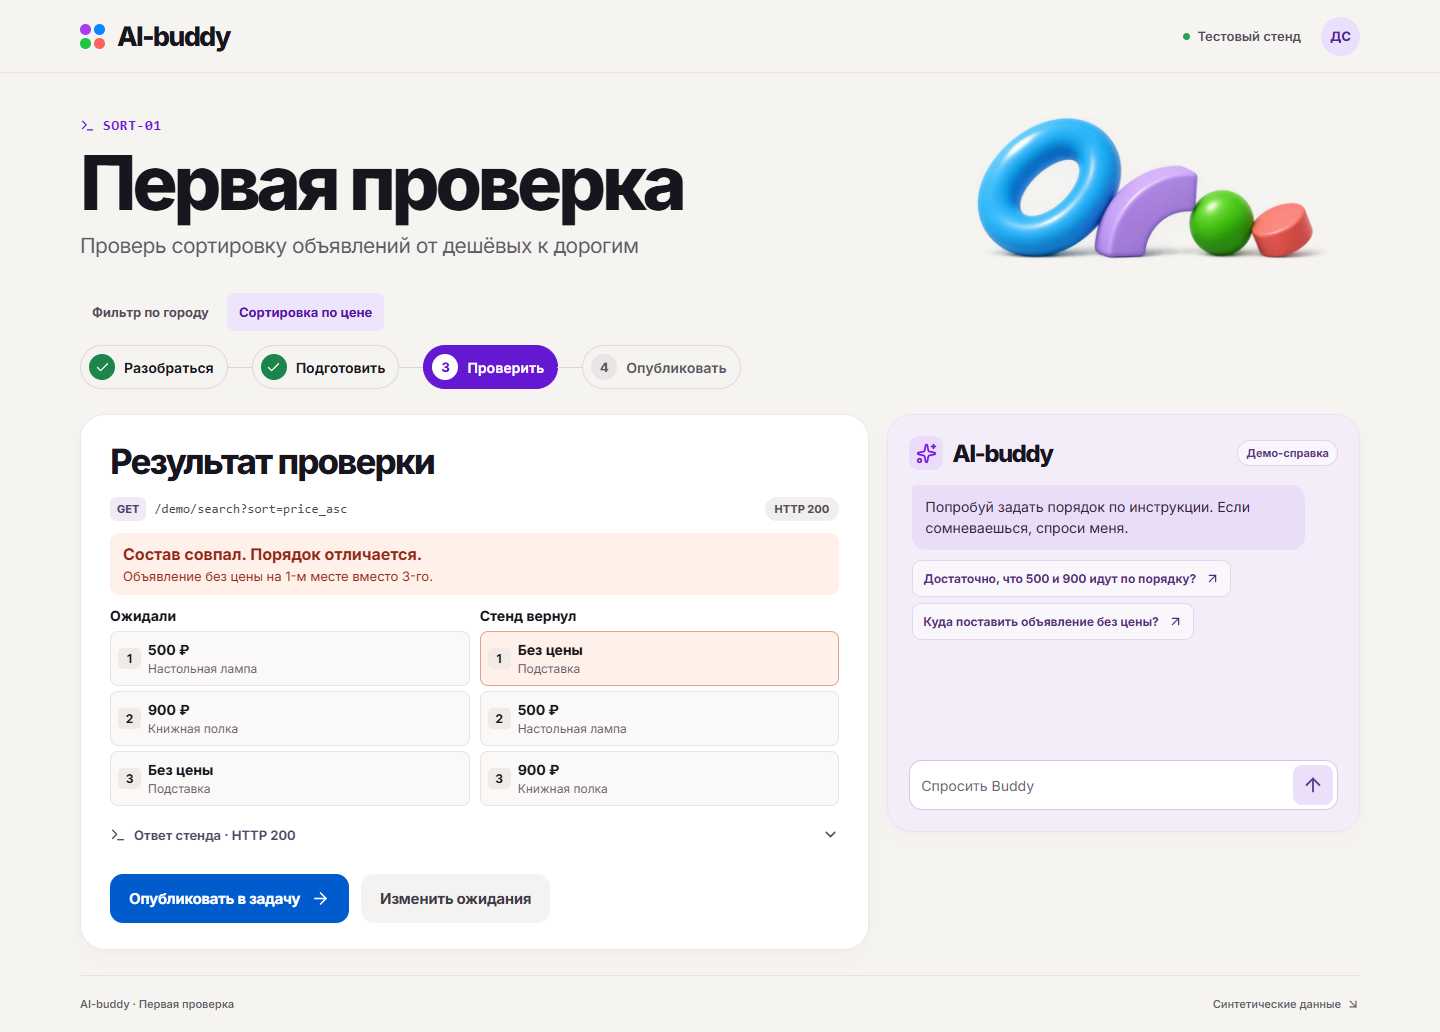 AI-buddy
Тестовый стенд
ДС
SORT-01
Первая проверка
Проверь сортировку объявлений от дешёвых к дорогим
Фильтр по городу
Сортировка по цене
Разобраться
Подготовить
3 Проверить
4 Опубликовать
Результат проверки
GET /demo/search?sort=price_asc
HTTP 200
Состав совпал. Порядок отличается.
Объявление без цены на 1-м месте вместо 3-го.
Ожидали
1
500 ₽
Настольная лампа
2
900 ₽
Книжная полка
3
Без цены
Подставка
Стенд вернул
1
Без цены
Подставка
2
500 ₽
Настольная лампа
3
900 ₽
Книжная полка
Ответ стенда · HTTP 200
Опубликовать в задачу
Изменить ожидания
AI-buddy
Демо-справка
Попробуй задать порядок по инструкции. Если
сомневаешься, спроси меня.
Достаточно, что 500 и 900 идут по порядку?
Куда поставить объявление без цены?
Спросить Buddy
AI-buddy · Первая проверка
Синтетические данные